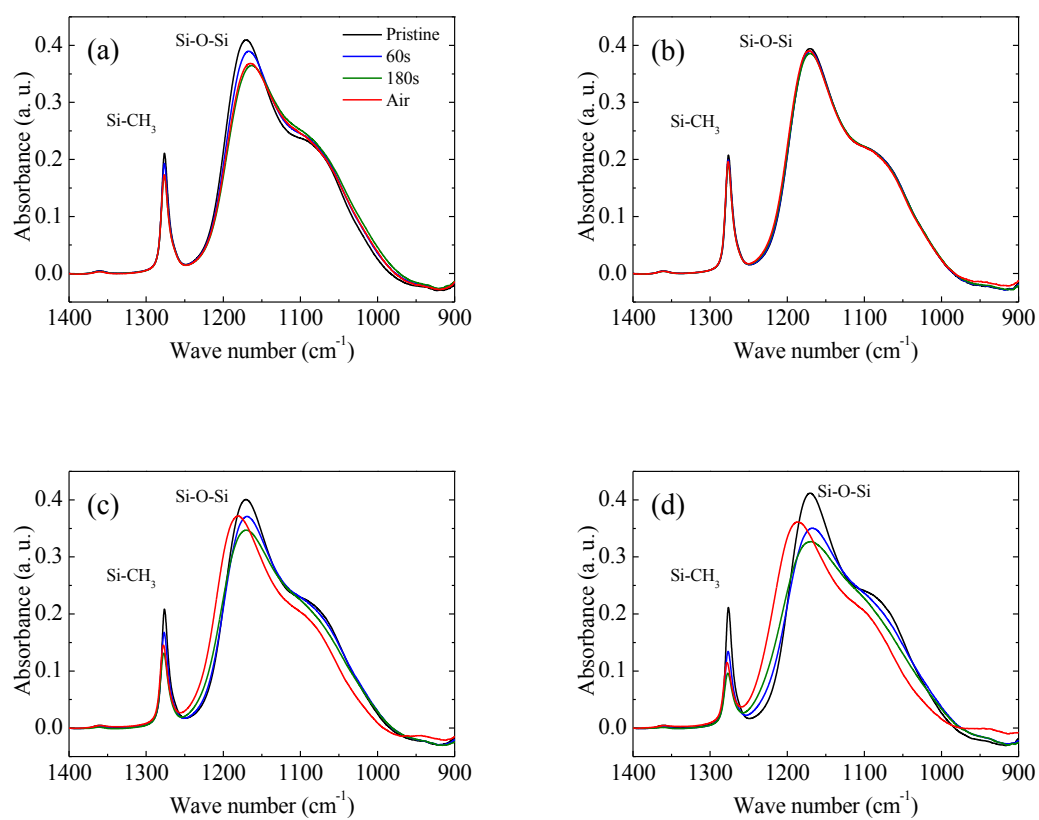 (a)
Si-O-Si
Si-CH3
Pristine
60s
180s
Air
0.4
0.3
0.2
0.1
0.0
Absorbance (a. u.)
1400 1300 1200 1100 1000 900
Wave number (cm-1)
(b)
Si-O-Si
Si-CH3
0.4
0.3
0.2
0.1
0.0
Absorbance (a. u.)
1400 1300 1200 1100 1000 900
Wave number (cm-1)
(c)
Si-O-Si
Si-CH3
0.4
0.3
0.2
0.1
0.0
Absorbance (a. u.)
1400 1300 1200 1100 1000 900
Wave number (cm-1)
(d)
Si-O-Si
Si-CH3
0.4
0.3
0.2
0.1
0.0
Absorbance (a. u.)
1400 1300 1200 1100 1000 900
Wave number (cm-1)